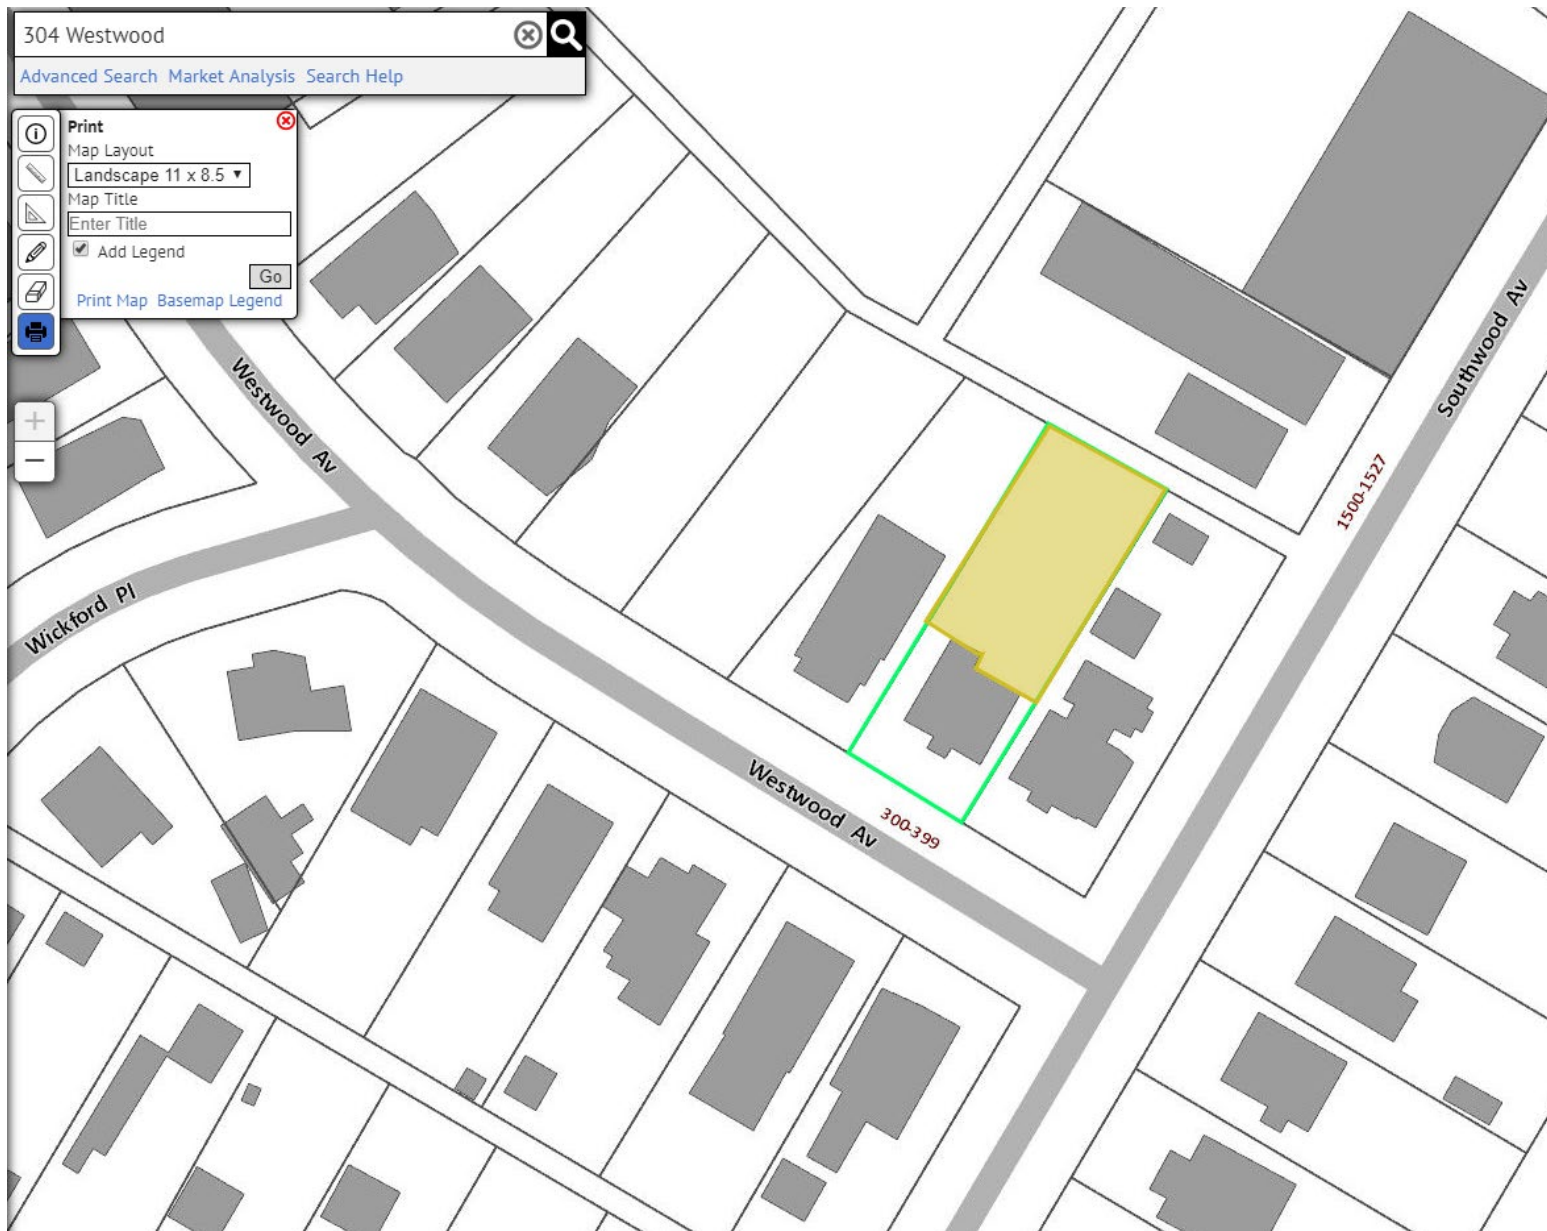 304 Westwood
Advanced Search Market Analysis Search Help
Print
Map Layout
Landscape 11 x 8.5
Map Title
Enter Title
Add Legend
Go
Print Map Basemap Legend
Westwood Av
Southwood Av
1500-1527
Wickford Pl
Westwood Av
300-399